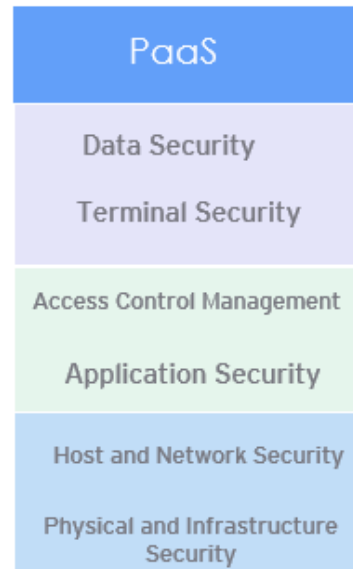 PaaS
Data Security
Terminal Security
Access Control Management
Application Security
Host and Network Security
Physical and Infrastructure
Security